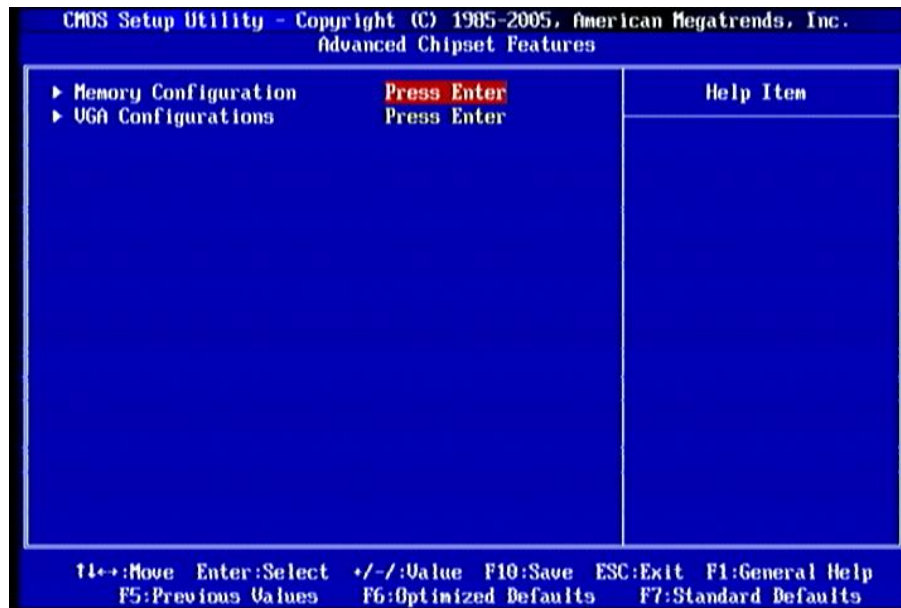 CMOS Setup Utility - Copyright (C) 1985-2005, American Megatrends, Inc.
Advanced Chipset Features
▶ Memory Configuration Press Enter
▶ VGA Configurations Press Enter
Help Item
↑↓←→:Move Enter:Select +/-/:Value F10:Save ESC:Exit F1:General Help
F5:Previous Values F6:Optimized Defaults F7:Standard Defaults